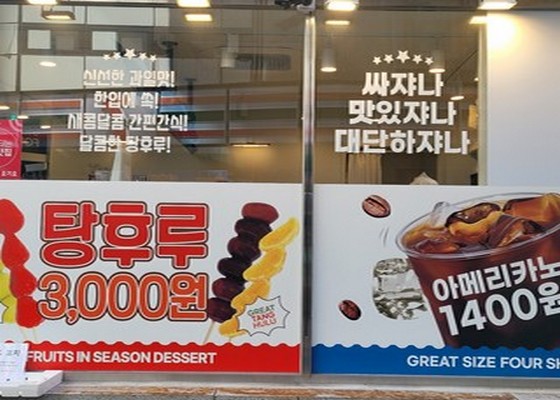 신선한 과일맛!
한입에 쏙!
새콤달콤 간편간식!
달콤한 탕후루!
싸쟈나
맛있쟈나
대단하쟈나
탕후루
3,000원
GREAT
TANG
HULU
FRUITS IN SEASON DESSERT
아메리카노
1400원
GREAT SIZE FOUR SH